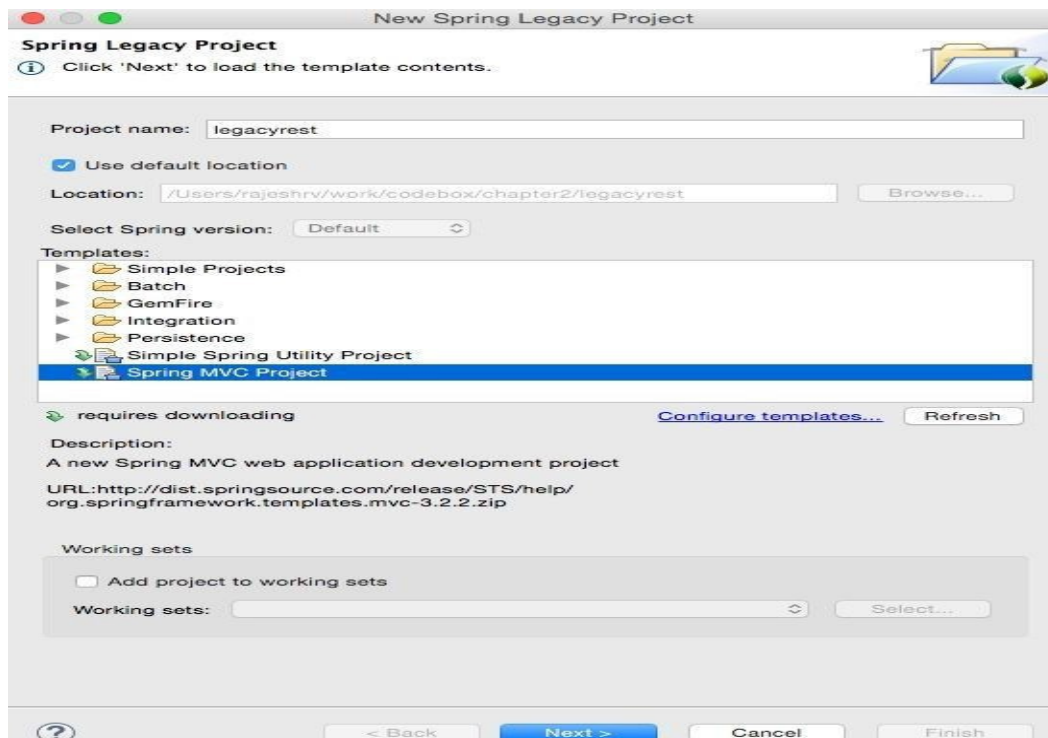 New Spring Legacy Project
Spring Legacy Project
Click 'Next' to load the template contents.
Project name: legacyrest
Use default location
Location: /Users/rajeshrv/work/codebox/chapter2/legacyrest Browse...
Select Spring version: Default
Templates:
Simple Projects
Batch
GemFire
Integration
Persistence
Simple Spring Utility Project
Spring MVC Project
requires downloading Configure templates... Refresh
Description:
A new Spring MVC web application development project
URL:http://dist.springsource.com/release/STS/help/
org.springframework.templates.mvc-3.2.2.zip
Working sets
Add project to working sets
Working sets: Select...
? < Back Next > Cancel Finish